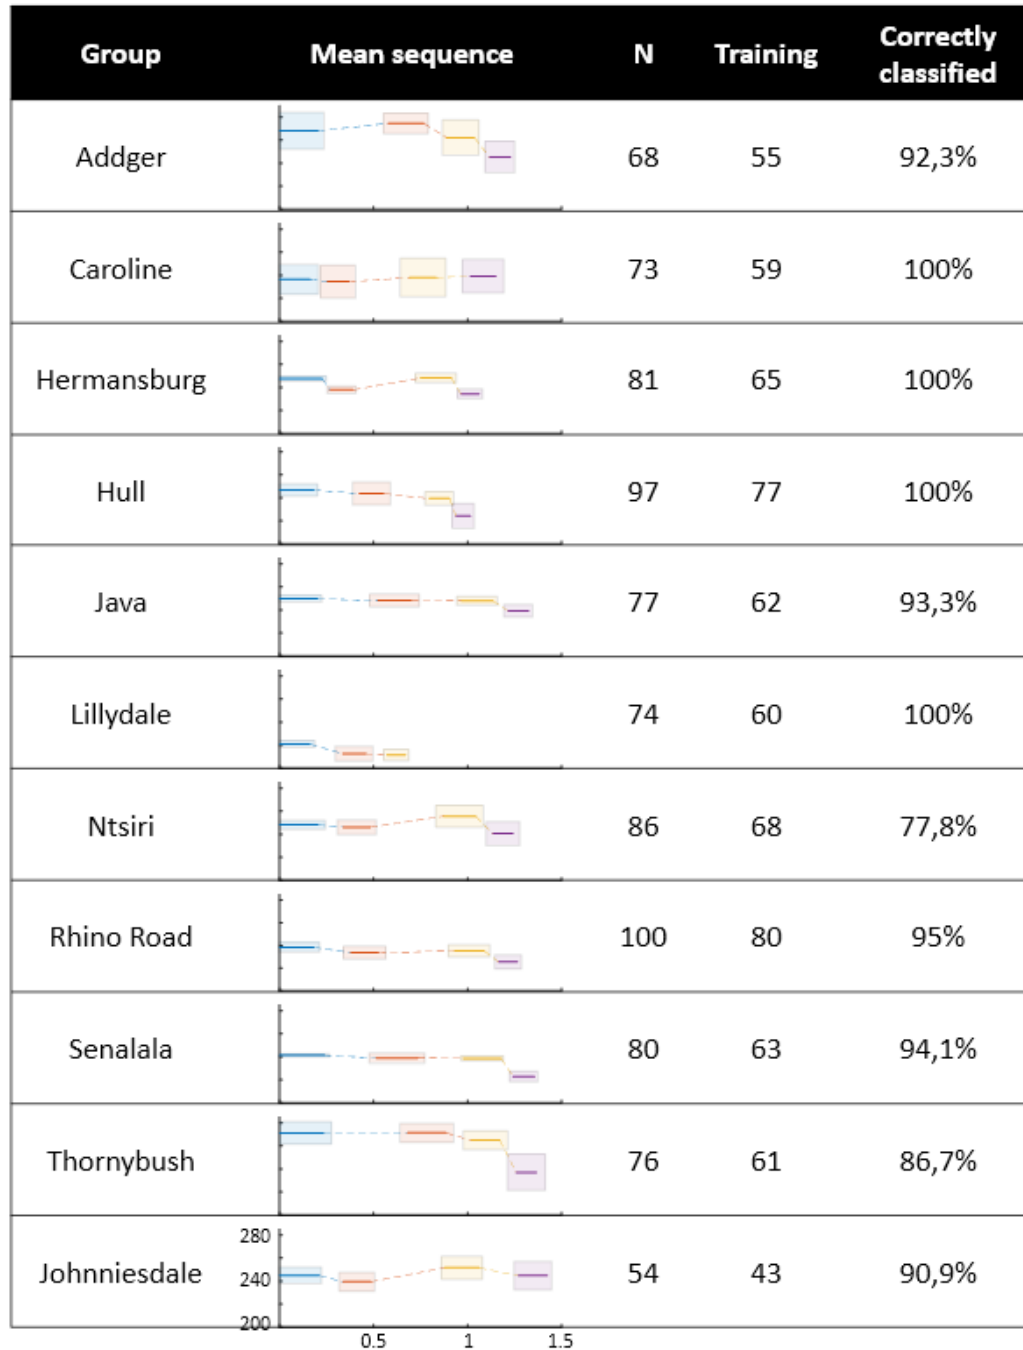 Group Mean sequence N Training Correctly classified
Addger 68 55 92,3%
Caroline 73 59 100%
Hermansburg 81 65 100%
Hull 97 77 100%
Java 77 62 93,3%
Lillydale 74 60 100%
Ntsiri 86 68 77,8%
Rhino Road 100 80 95%
Senalala 80 63 94,1%
Thornybush 76 61 86,7%
280
Johnniesdale 240 54 43 90,9%
200
0.5 1 1.5